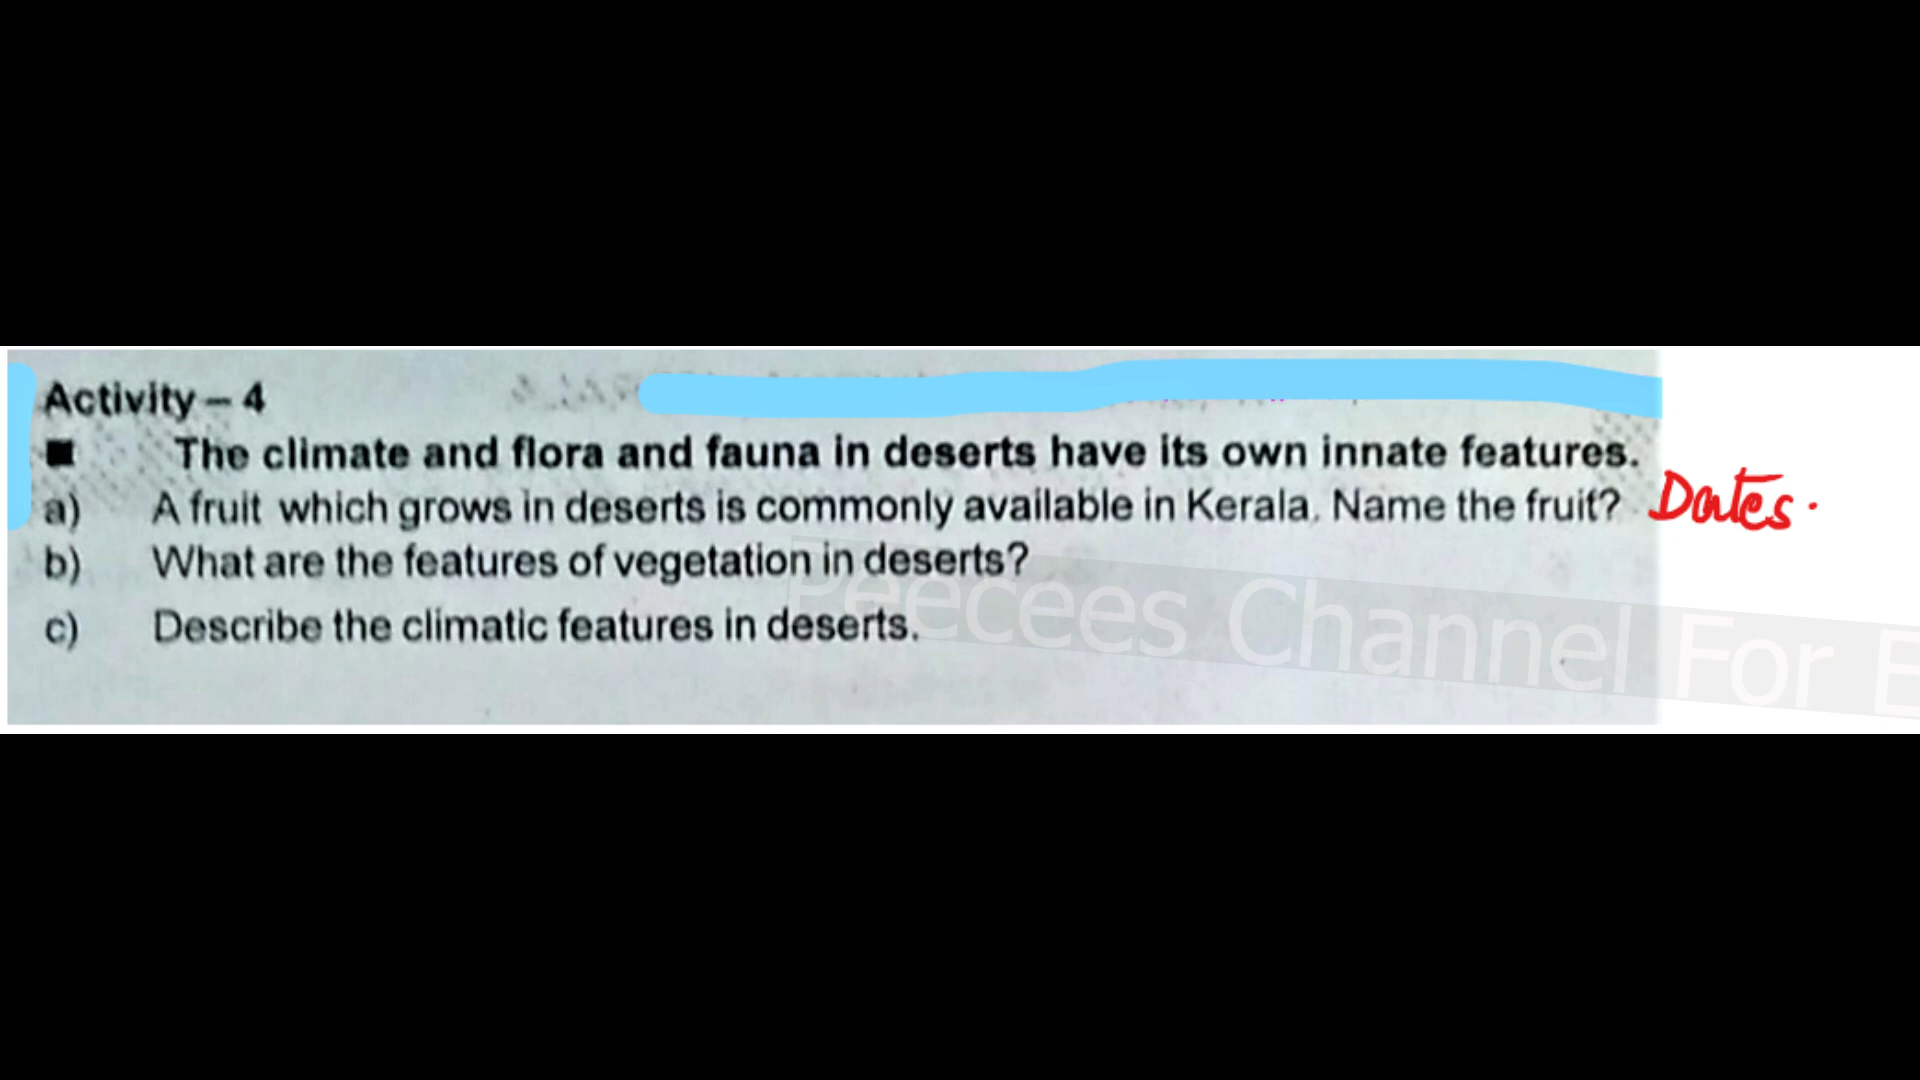 Activity – 4
■ The climate and flora and fauna in deserts have its own innate features.
a) A fruit which grows in deserts is commonly available in Kerala. Name the fruit? Dates.
b) What are the features of vegetation in deserts?
c) Describe the climatic features in deserts.
Peecees Channel For E